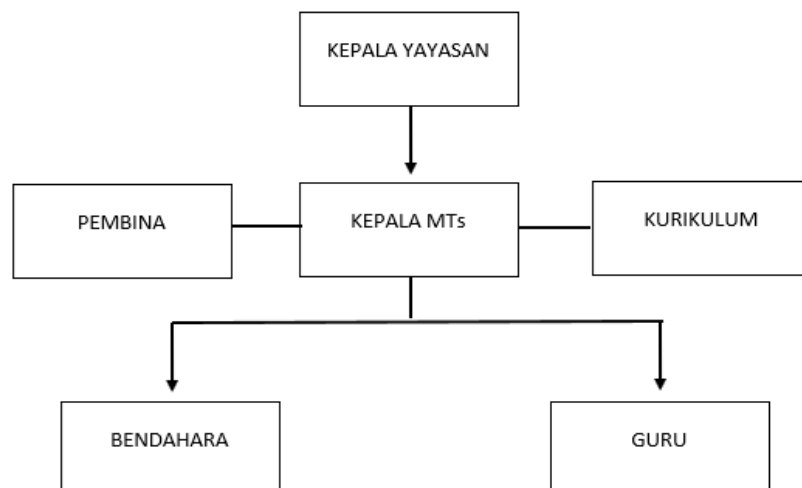 KEPALA YAYASAN
PEMBINA
KEPALA MTs
KURIKULUM
BENDAHARA
GURU